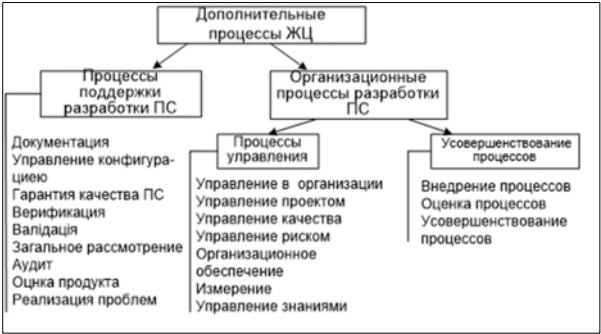 Дополнительные
процессы ЖЦ
Процессы
поддержки
разработки ПС
Организационные
процессы разработки
ПС
Документация
Управление конфигура-
циею
Гарантия качества ПС
Верификация
Валідація
Загальное рассмотрение
Аудит
Оцнка продукта
Реализация проблем
Процессы
управления
Управление в организации
Управление проектом
Управление качества
Управление риском
Организационное
обеспечение
Измерение
Управление знаниями
Усовершенствование
процессов
Внедрение процессов
Оценка процессов
Усовершенствование
процессов